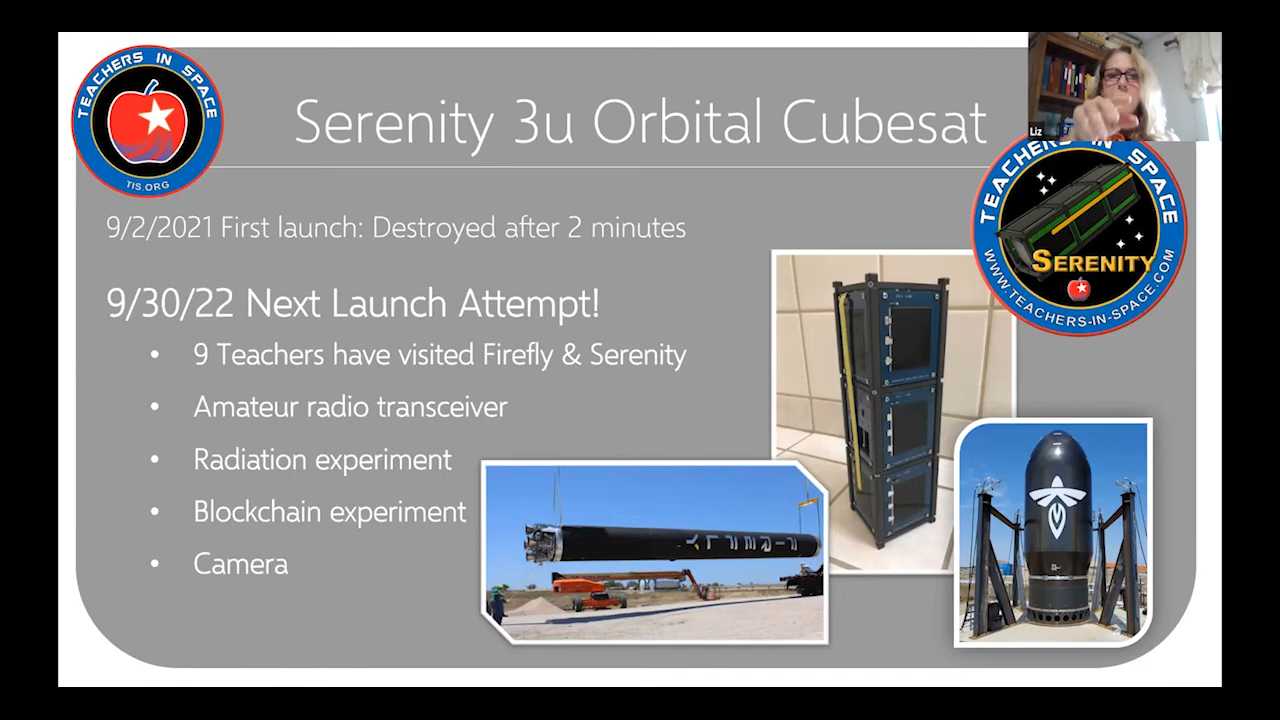 TEACHERS IN SPACE
TIS.ORG
Serenity 3u Orbital Cubesat
Liz
TEACHERS IN SPACE
SERENITY
WWW.TEACHERS-IN-SPACE.COM
9/2/2021 First launch: Destroyed after 2 minutes
9/30/22 Next Launch Attempt!
• 9 Teachers have visited Firefly & Serenity
• Amateur radio transceiver
• Radiation experiment
• Blockchain experiment
• Camera